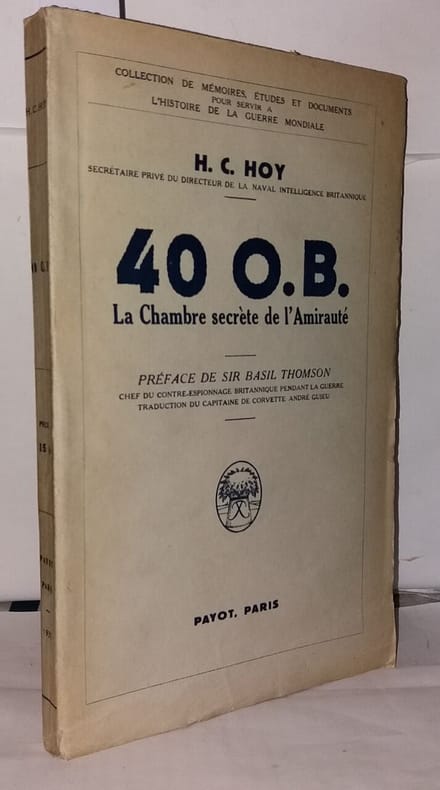 COLLECTION DE MÉMOIRES, ÉTUDES ET DOCUMENTS
POUR SERVIR A
L'HISTOIRE DE LA GUERRE MONDIALE
H. C. HOY
SECRÉTAIRE PRIVÉ DU DIRECTEUR DE LA NAVAL INTELLIGENCE BRITANNIQUE
40 O.B.
La Chambre secrète de l'Amirauté
PRÉFACE DE SIR BASIL THOMSON
CHEF DU CONTRE-ESPIONNAGE BRITANNIQUE PENDANT LA GUERRE
TRADUCTION DU CAPITAINE DE CORVETTE ANDRÉ GUIEU
PAYOT, PARIS
H. C. HOY